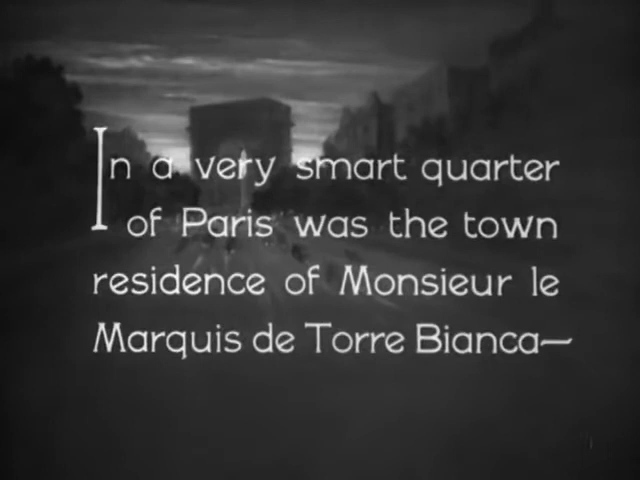 In a very smart quarter
of Paris was the town
residence of Monsieur le
Marquis de Torre Bianca—